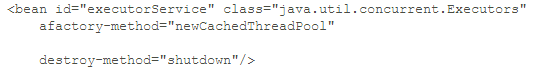 <bean id="executorService" class="java.util.concurrent.Executors"
afactory-method="newCachedThreadPool"
destroy-method="shutdown"/>